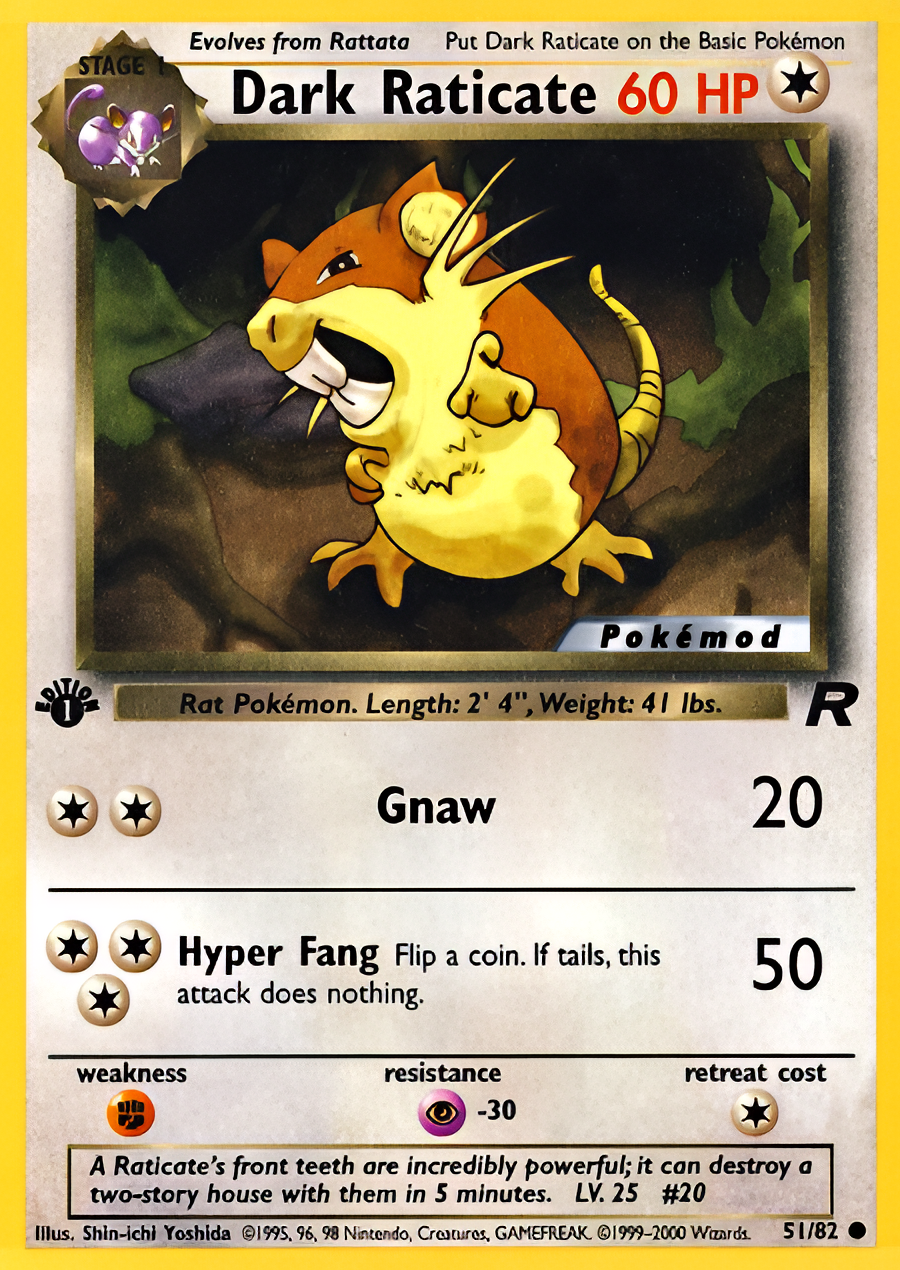 Evolves from Rattata Put Dark Raticate on the Basic Pokémon
STAGE 1
Dark Raticate 60 HP
Pokémod
EDITION
1
Rat Pokémon. Length: 2' 4", Weight: 41 lbs.
R
Gnaw 20
Hyper Fang Flip a coin. If tails, this
attack does nothing.
50
weakness resistance retreat cost
-30
A Raticate's front teeth are incredibly powerful; it can destroy a
two-story house with them in 5 minutes. LV. 25 #20
Illus. Shin-ichi Yoshida ©1995, 96, 98 Nintendo, Creatures, GAMEFREAK. ©1999-2000 Wizards. 51/82